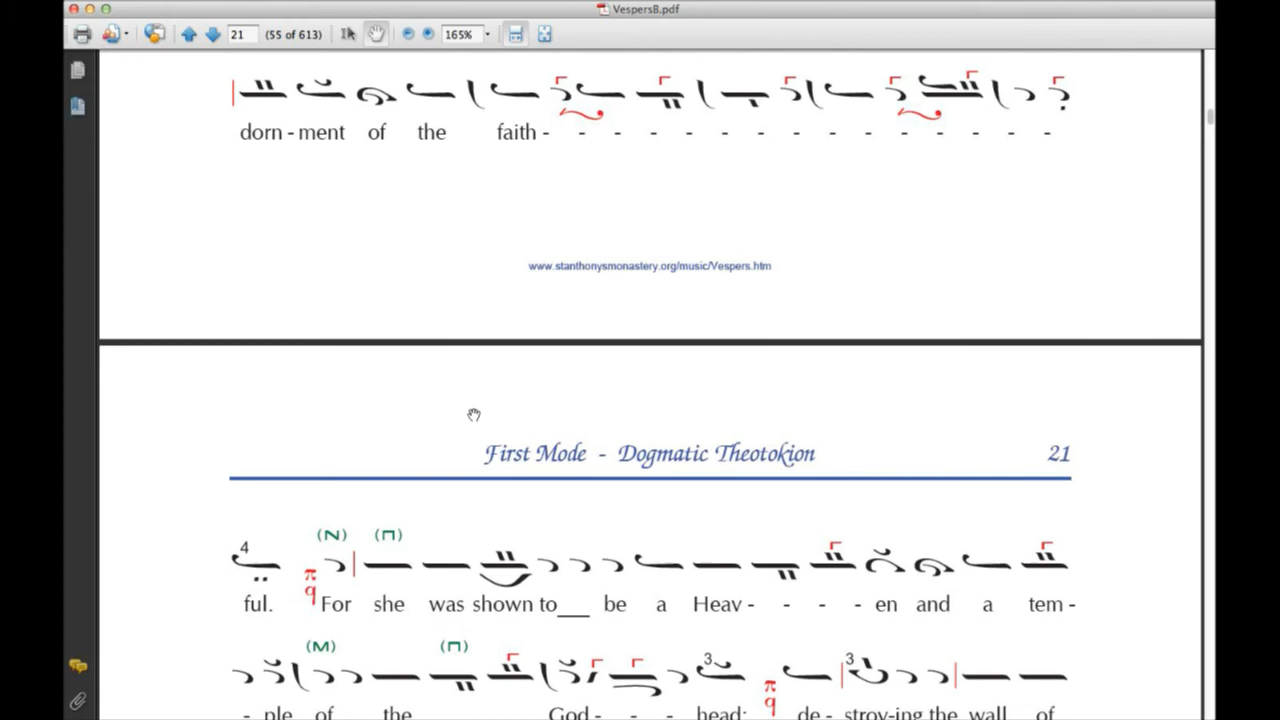 VespersB.pdf
21 (55 of 613) 165%
dorn - ment of the faith - - - - - - - - - - - - -
www.stanthonysmonastery.org/music/Vespers.htm
First Mode - Dogmatic Theotokion 21
4 (N) (Π)
π q
ful. For she was shown to___ be a Heav - - - - en and a tem -
(M) (Π) 3 3
π q
- ple of the God - - - head: de - stroy-ing the wall of